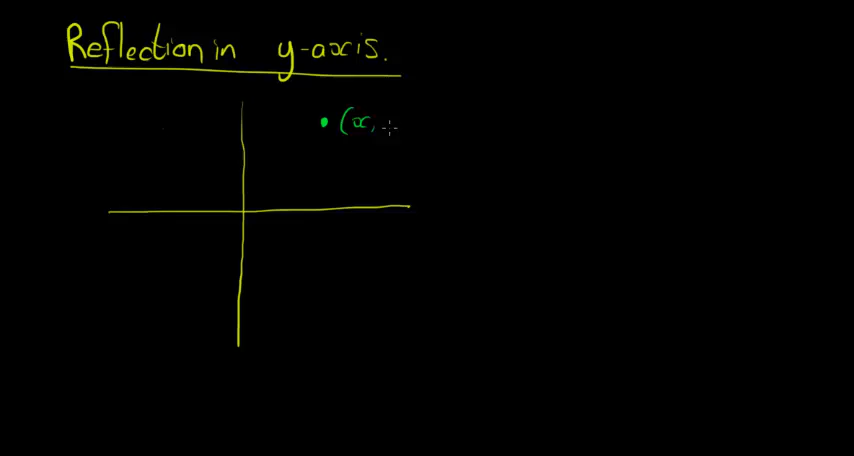 Reflection in y-axis.
(x,